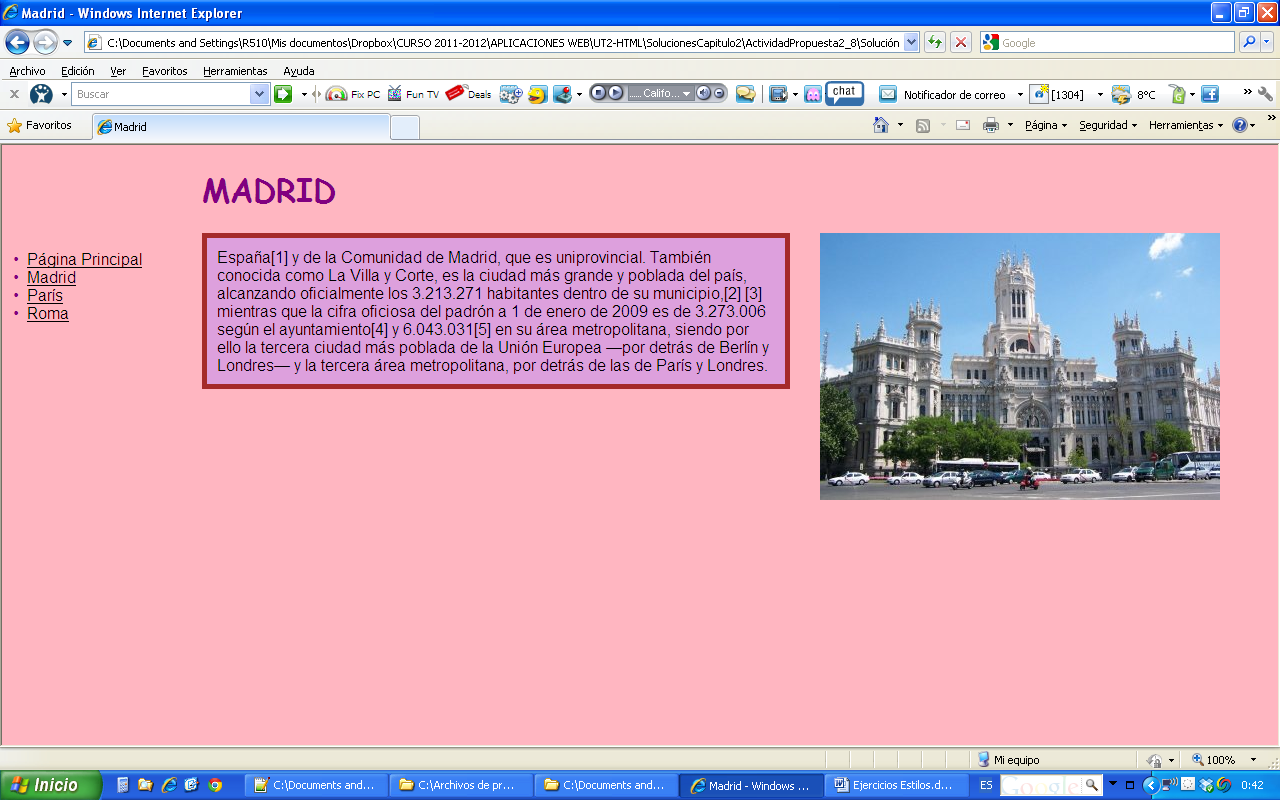 Madrid - Windows Internet Explorer
C:\Documents and Settings\R510\Mis documentos\Dropbox\CURSO 2011-2012\APLICACIONES WEB\UT2-HTML\SolucionesCapitulo2\ActividadPropuesta2_8\Solución
Google
Archivo Edición Ver Favoritos Herramientas Ayuda
Buscar Fix PC Fun TV Deals ..... Califo... chat Notificador de correo [1304] 8°C
Favoritos Madrid Página Seguridad Herramientas
MADRID
Página Principal
Madrid
París
Roma
España[1] y de la Comunidad de Madrid, que es uniprovincial. También
conocida como La Villa y Corte, es la ciudad más grande y poblada del país,
alcanzando oficialmente los 3.213.271 habitantes dentro de su municipio,[2] [3]
mientras que la cifra oficiosa del padrón a 1 de enero de 2009 es de 3.273.006
según el ayuntamiento[4] y 6.043.031[5] en su área metropolitana, siendo por
ello la tercera ciudad más poblada de la Unión Europea —por detrás de Berlín y
Londres— y la tercera área metropolitana, por detrás de las de París y Londres.
Mi equipo 100%
Inicio C:\Documents and... C:\Archivos de pr... C:\Documents and... Madrid - Windows ... Ejercicios Estilos.d... ES Google 0:42